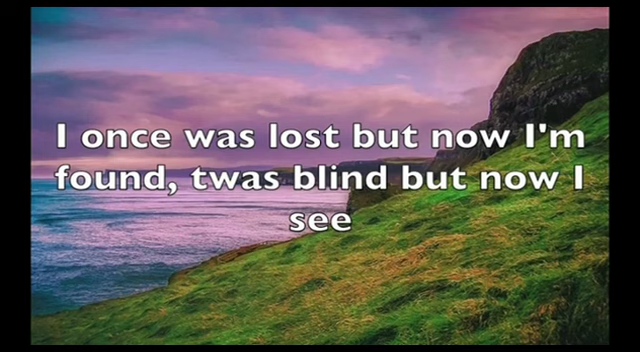 I once was lost but now I'm
found, twas blind but now I
see